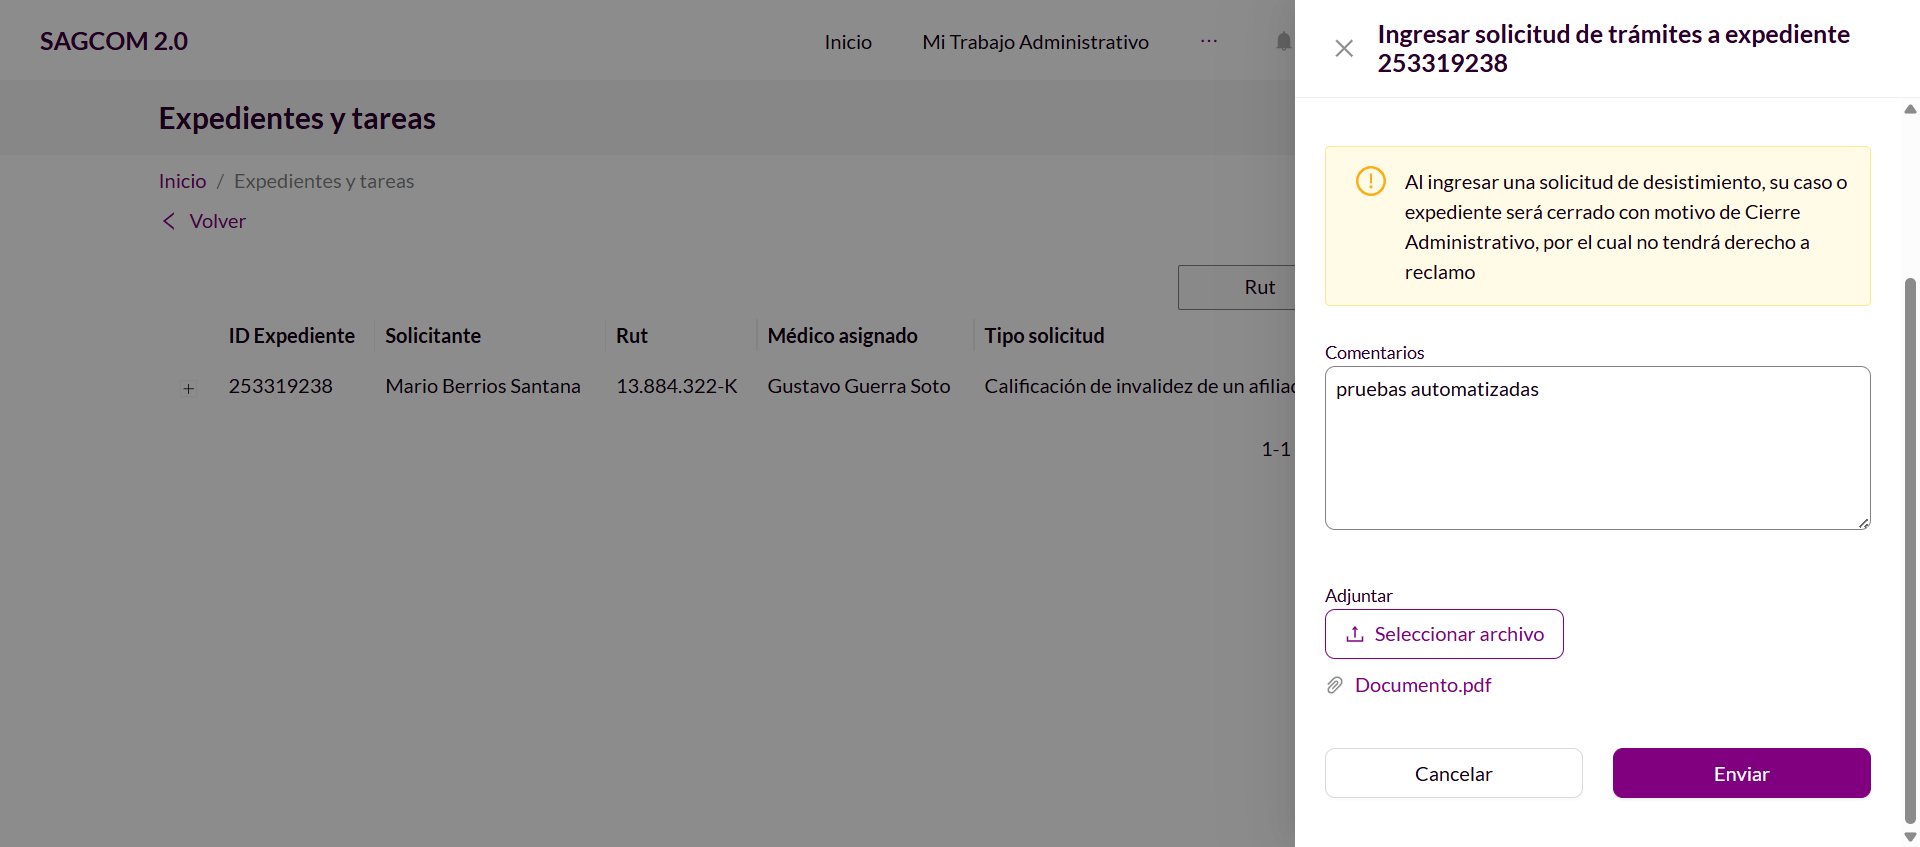 SAGCOM 2.0
Inicio
Mi Trabajo Administrativo
···
Expedientes y tareas
Inicio / Expedientes y tareas
Volver
Rut
ID Expediente Solicitante Rut Médico asignado Tipo solicitud
253319238 Mario Berrios Santana 13.884.322-K Gustavo Guerra Soto Calificación de invalidez de un afiliac
1-1
Ingresar solicitud de trámites a expediente
253319238
Al ingresar una solicitud de desistimiento, su caso o
expediente será cerrado con motivo de Cierre
Administrativo, por el cual no tendrá derecho a
reclamo
Comentarios
pruebas automatizadas
Adjuntar
Seleccionar archivo
Documento.pdf
Cancelar
Enviar